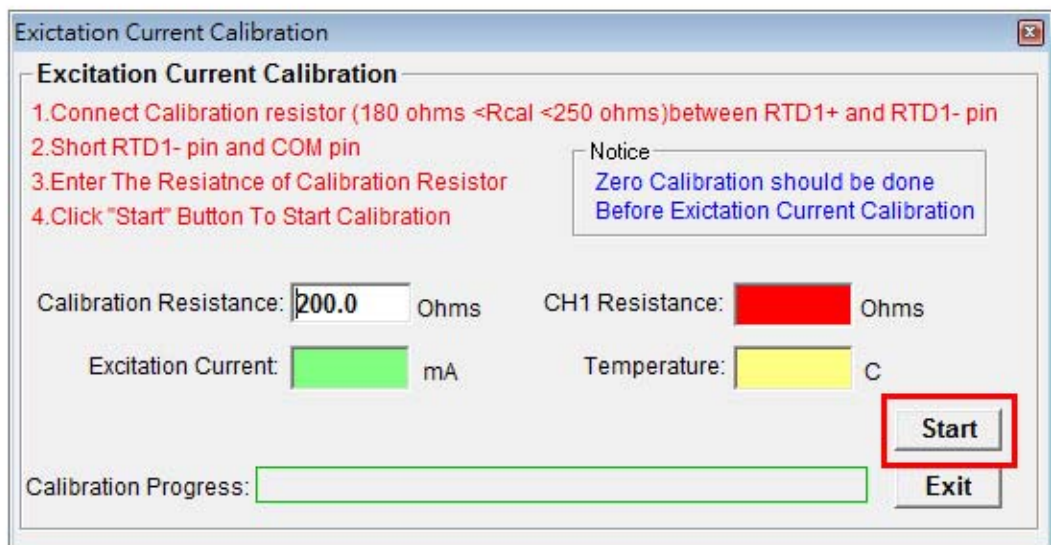 Exictation Current Calibration
Excitation Current Calibration
1.Connect Calibration resistor (180 ohms <Rcal <250 ohms)between RTD1+ and RTD1- pin
2.Short RTD1- pin and COM pin
3.Enter The Resiatnce of Calibration Resistor
4.Click "Start" Button To Start Calibration
Notice
Zero Calibration should be done
Before Exictation Current Calibration
Calibration Resistance: 200.0 Ohms CH1 Resistance: Ohms
Excitation Current: mA Temperature: C
Start
Calibration Progress: Exit